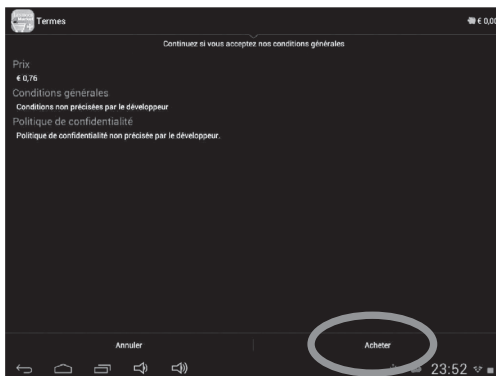 Termes
€ 0,00
Continuez si vous acceptez nos conditions générales
Prix
€ 0,76
Conditions générales
Conditions non précisées par le développeur
Politique de confidentialité
Politique de confidentialité non précisée par le développeur.
Annuler
Acheter
23:52